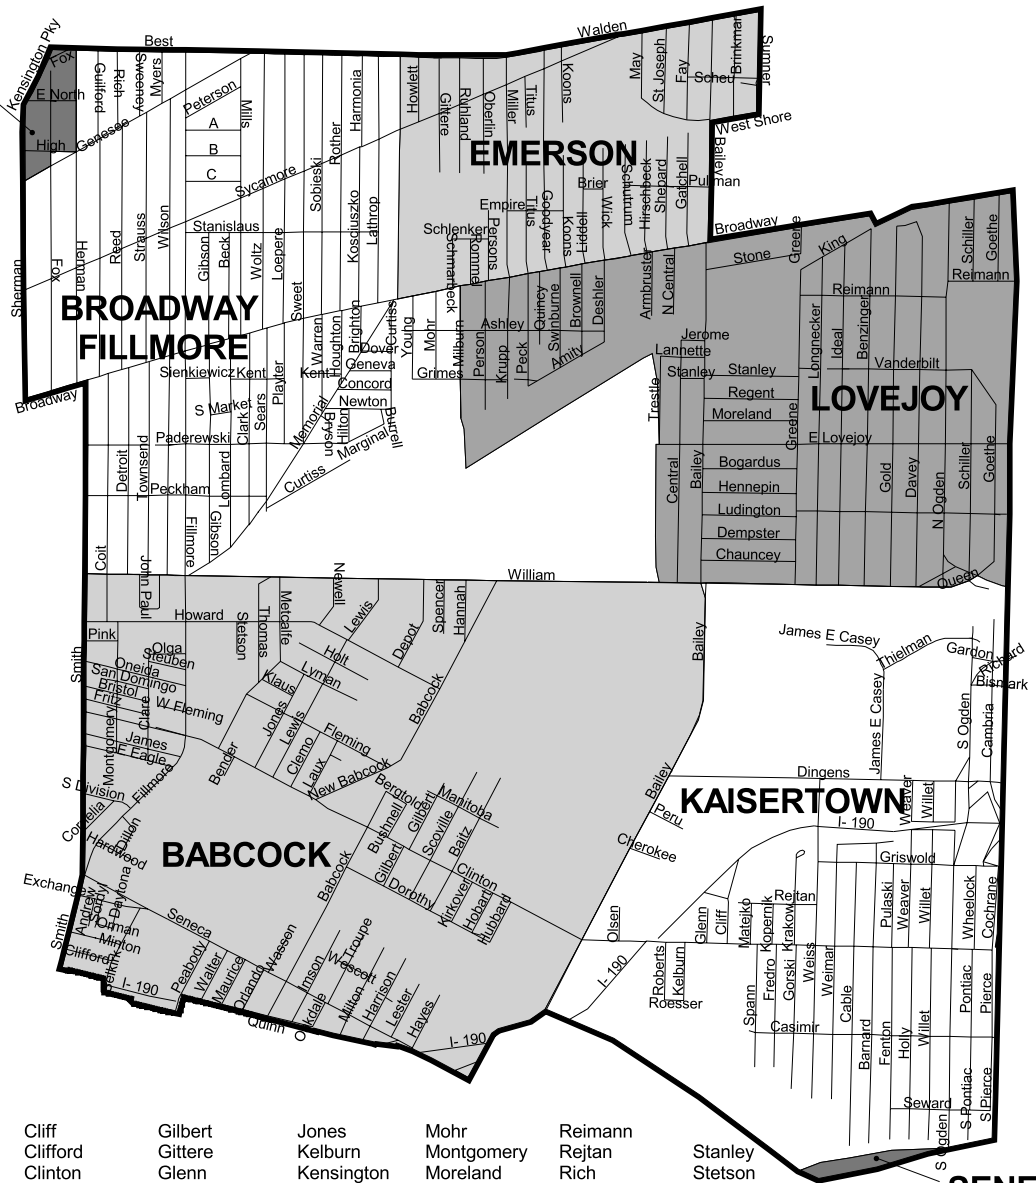 Kensington Pky
Best
Walden
Fox
E North
High
Genesee
Guilford
Rich
Sweeney
Myers
Peterson
A
B
C
Mills
Sycamore
Sobieski
Rother
Harmonia
Howlett
Gittere
Ruhland
Oberlin
Miller
Titus
Koons
May
St Joseph
Fay
Scheu
Brinkman
Sumner
West Shore
Bailey
Pullman
EMERSON
Brier
Empire
Titus
Goodyear
Koons
Liddell
Wick
Schutrum
Hirschbeck
Shepard
Gatchell
Schlenker
Schmarbeck
Rommel
Persons
Kosciuszko
Lathrop
Stanislaus
Gibson
Beck
Woltz
Loepere
Sweet
Sherman
Fox
Herman
Reed
Strauss
Wilson
BROADWAY
FILLMORE
Broadway
Sienkiewicz
Kent
Kent
S Market
Clark
Sears
Playter
Warren
Houghton
Brighton
Curtiss
Dover
Geneva
Concord
Newton
Memorial
Bryson
Hilton
Burrell
Marginal
Curtiss
Young
Mohr
Grimes
Milburn
Ashley
Person
Krupp
Peck
Quincy
Swinburne
Brownell
Amity
Deshler
Armbruster
N Central
Broadway
Stone
Greene
King
Schiller
Goethe
Reimann
Reimann
Longnecker
Ideal
Benzinger
Vanderbilt
Jerome
Lannette
Stanley
Stanley
Regent
Moreland
Trestle
Greene
LOVEJOY
E Lovejoy
Central
Bailey
Bogardus
Hennepin
Ludington
Dempster
Chauncey
Gold
Davey
N Ogden
Schiller
Goethe
Queen
Paderewski
Detroit
Townsend
Peckham
Lombard
Fillmore
Gibson
Coit
John Paul
William
Howard
Pink
Smith
Olga
Steuben
Oneida
San Domingo
Bristol
Fritz
Clare
W Fleming
Montgomery
James
E Eagle
S Division
Fillmore
Cornelia
Dillon
Hardwood
Stetson
Thomas
Metcalfe
Newell
Lewis
Holt
Lyman
Depot
Spencer
Hannah
Klaus
Jones
Lewis
Clemo
Laux
Fleming
Bender
New Babcock
Babcock
Bergtold
Bushnell
Gilbert
Gilbert
Scoville
Manitoba
Baitz
Dorothy
Clinton
Kirkover
Hobart
Hubbard
BABCOCK
Babcock
Exchange
Smith
Andrew
Daytona
Orman
Minton
Clifford
Selkirk
I- 190
Seneca
Peabody
Walter
Maurice
Orlando
Wasson
Quinn
Imson
Oakdale
Wescott
Troupe
Milton
Harrison
Lester
Hayes
I- 190
Bailey
Bailey
James E Casey
Thielman
James E Casey
Gardon
Richard
Bismark
S Ogden
Cambria
Dingens
Peru
Cherokee
KAISERTOWN
Weaver
Willet
I- 190
Griswold
Olsen
I- 190
Glenn
Cliff
Matejko
Rejtan
Kopernik
Krakow
Pulaski
Weaver
Willet
Wheelock
Cochrane
Roberts
Kelburn
Roesser
Spann
Fredro
Gorski
Weiss
Weimar
Casimir
Cable
Barnard
Fenton
Holly
Willet
Pontiac
Pierce
Seward
S Ogden
S Pontiac
S Pierce
Cliff Gilbert Jones Mohr Reimann
Clifford Gittere Kelburn Montgomery Rejtan Stanley
Clinton Glenn Kensington Moreland Rich Stetson